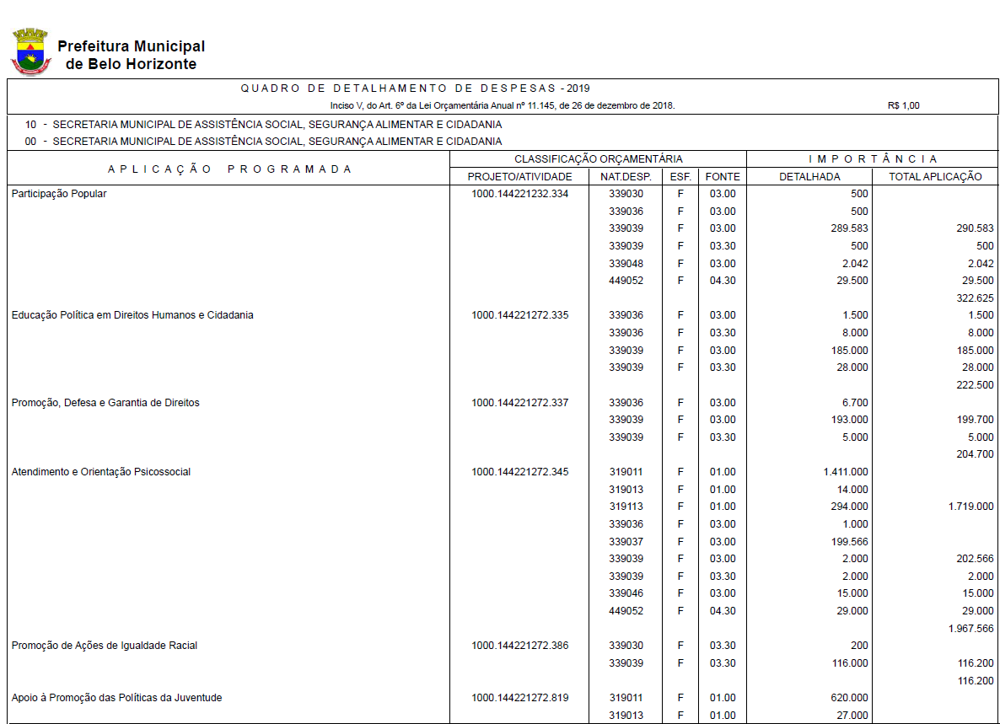 Prefeitura Municipal
de Belo Horizonte
QUADRO DE DETALHAMENTO DE DESPESAS - 2019
Inciso V, do Art. 6º da Lei Orçamentária Anual nº 11.145, de 26 de dezembro de 2018. R$ 1,00
10 - SECRETARIA MUNICIPAL DE ASSISTÊNCIA SOCIAL, SEGURANÇA ALIMENTAR E CIDADANIA
00 - SECRETARIA MUNICIPAL DE ASSISTÊNCIA SOCIAL, SEGURANÇA ALIMENTAR E CIDADANIA
APLICAÇÃO PROGRAMADA CLASSIFICAÇÃO ORÇAMENTÁRIA IMPORTÂNCIA
PROJETO/ATIVIDADE NAT.DESP. ESF. FONTE DETALHADA TOTAL APLICAÇÃO
Participação Popular 1000.144221232.334 339030 F 03.00 500
339036 F 03.00 500
339039 F 03.00 289.583 290.583
339039 F 03.30 500 500
339048 F 03.00 2.042 2.042
449052 F 04.30 29.500 29.500
322.625
Educação Política em Direitos Humanos e Cidadania 1000.144221272.335 339036 F 03.00 1.500 1.500
339036 F 03.30 8.000 8.000
339039 F 03.00 185.000 185.000
339039 F 03.30 28.000 28.000
222.500
Promoção, Defesa e Garantia de Direitos 1000.144221272.337 339036 F 03.00 6.700
339039 F 03.00 193.000 199.700
339039 F 03.30 5.000 5.000
204.700
Atendimento e Orientação Psicossocial 1000.144221272.345 319011 F 01.00 1.411.000
319013 F 01.00 14.000
319113 F 01.00 294.000 1.719.000
339036 F 03.00 1.000
339037 F 03.00 199.566
339039 F 03.00 2.000 202.566
339039 F 03.30 2.000 2.000
339046 F 03.00 15.000 15.000
449052 F 04.30 29.000 29.000
1.967.566
Promoção de Ações de Igualdade Racial 1000.144221272.386 339030 F 03.30 200
339039 F 03.30 116.000 116.200
116.200
Apoio à Promoção das Políticas da Juventude 1000.144221272.819 319011 F 01.00 620.000
319013 F 01.00 27.000